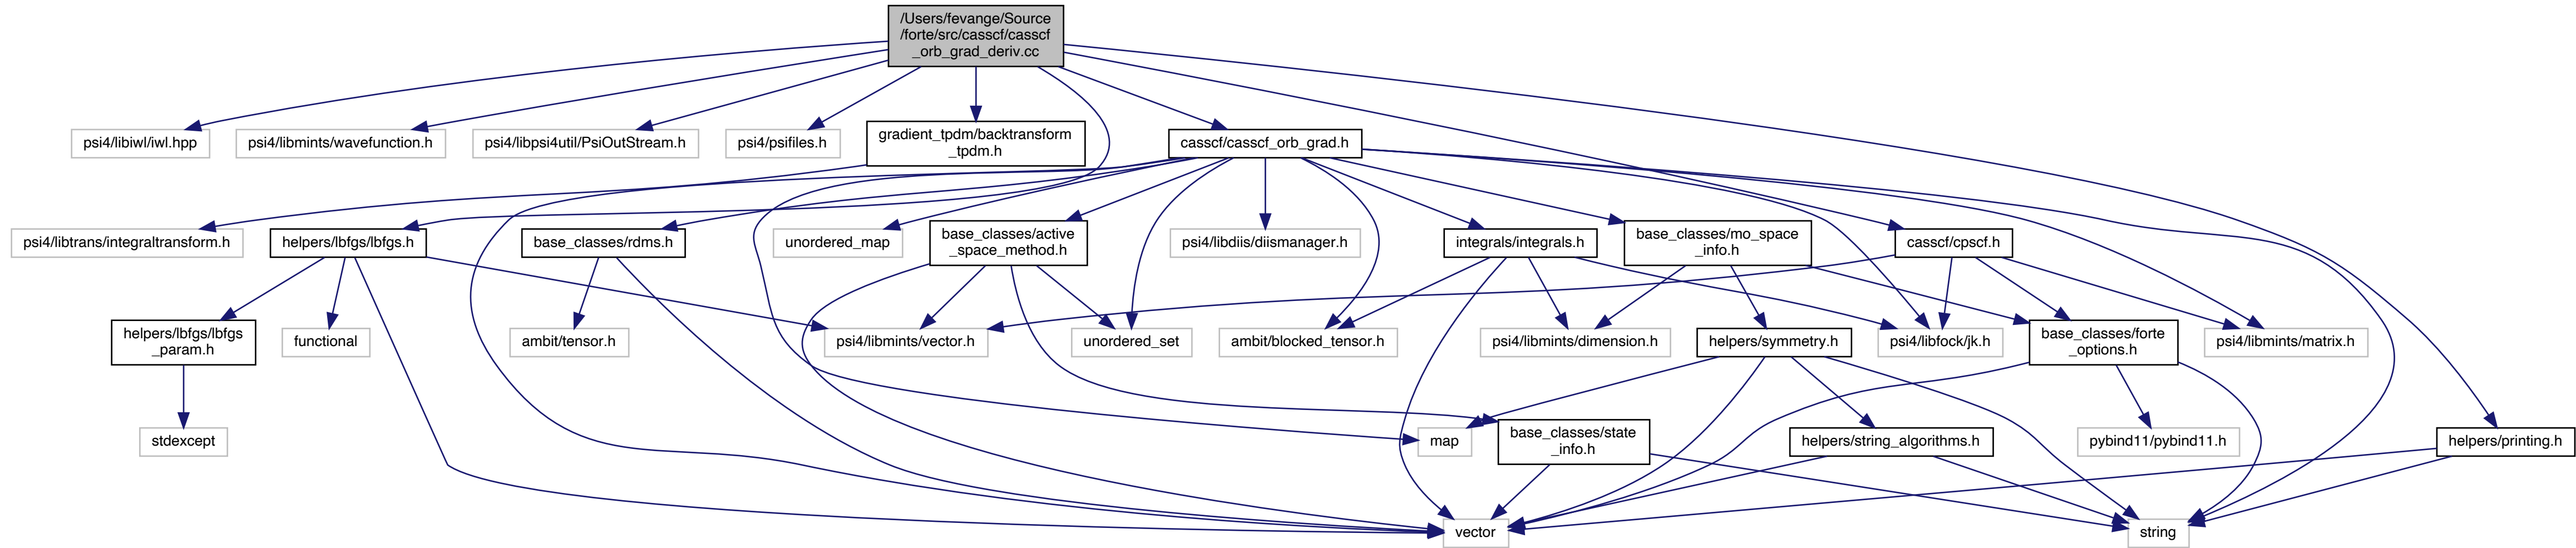 /Users/fevange/Source
/forte/src/casscf/casscf
_orb_grad_deriv.cc
psi4/libiwl/iwl.hpp
psi4/libmints/wavefunction.h
psi4/libpsi4util/PsiOutStream.h
psi4/psifiles.h
gradient_tpdm/backtransform
_tpdm.h
casscf/casscf_orb_grad.h
psi4/libtrans/integraltransform.h
helpers/lbfgs/lbfgs.h
base_classes/rdms.h
unordered_map
base_classes/active
_space_method.h
psi4/libdiis/diismanager.h
integrals/integrals.h
base_classes/mo_space
_info.h
casscf/cpscf.h
helpers/lbfgs/lbfgs
_param.h
functional
ambit/tensor.h
psi4/libmints/vector.h
unordered_set
ambit/blocked_tensor.h
psi4/libmints/dimension.h
helpers/symmetry.h
psi4/libfock/jk.h
base_classes/forte
_options.h
psi4/libmints/matrix.h
stdexcept
map
base_classes/state
_info.h
helpers/string_algorithms.h
pybind11/pybind11.h
helpers/printing.h
vector
string